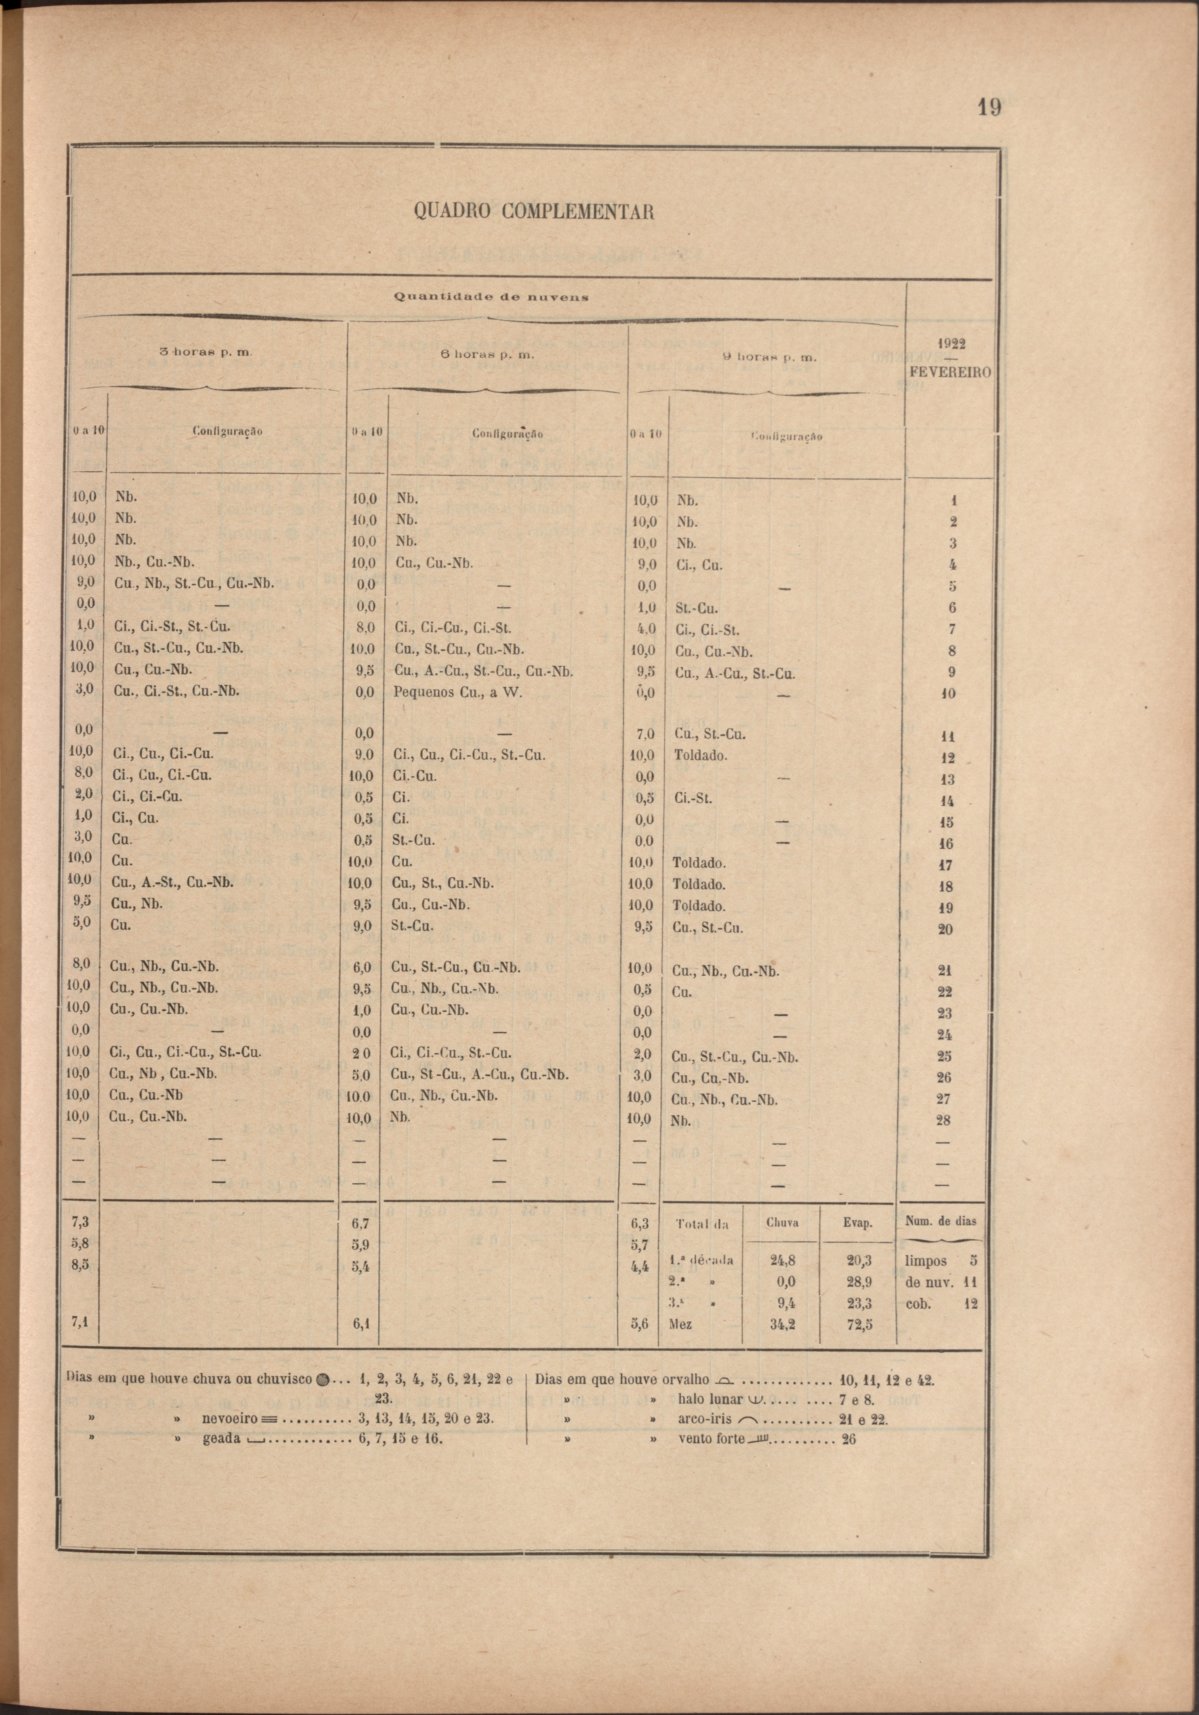 19
QUADRO COMPLEMENTAR
Quantidade de nuvens
3 horas p. m. 6 horas p. m. 9 horas p. m. 1922
—
FEVEREIRO
0 a 10 Configuração 0 a 10 Configuração 0 a 10 Configuração
10,0 Nb. 10,0 Nb. 10,0 Nb. 1
10,0 Nb. 10,0 Nb. 10,0 Nb. 2
10,0 Nb. 10,0 Nb. 10,0 Nb. 3
10,0 Nb., Cu.-Nb. 10,0 Cu., Cu.-Nb. 9,0 Ci., Cu. 4
9,0 Cu., Nb., St.-Cu., Cu.-Nb. 0,0 — 0,0 — 5
0,0 — 0,0 — 1,0 St.-Cu. 6
1,0 Ci., Ci.-St., St.-Cu. 8,0 Ci., Ci.-Cu., Ci.-St. 4,0 Ci., Ci.-St. 7
10,0 Cu., St.-Cu., Cu.-Nb. 10.0 Cu., St.-Cu., Cu.-Nb. 10,0 Cu., Cu.-Nb. 8
10,0 Cu., Cu.-Nb. 9,5 Cu., A.-Cu., St.-Cu., Cu.-Nb. 9,5 Cu., A.-Cu., St.-Cu. 9
3,0 Cu., Ci.-St., Cu.-Nb. 0,0 Pequenos Cu., a W. 0,0 — 10
0,0 — 0,0 — 7,0 Cu., St.-Cu. 11
10,0 Ci., Cu., Ci.-Cu. 9.0 Ci., Cu., Ci.-Cu., St.-Cu. 10,0 Toldado. 12
8,0 Ci., Cu., Ci.-Cu. 10,0 Ci.-Cu. 0,0 — 13
2,0 Ci., Ci.-Cu. 0,5 Ci. 0,5 Ci.-St. 14
1,0 Ci., Cu. 0,5 Ci. 0,0 — 15
3,0 Cu. 0,5 St.-Cu. 0,0 — 16
10,0 Cu. 10,0 Cu. 10,0 Toldado. 17
10,0 Cu., A.-St., Cu.-Nb. 10,0 Cu., St., Cu.-Nb. 10,0 Toldado. 18
9,5 Cu., Nb. 9,5 Cu., Cu.-Nb. 10,0 Toldado. 19
5,0 Cu. 9,0 St.-Cu. 9,5 Cu., St.-Cu. 20
8,0 Cu., Nb., Cu.-Nb. 6,0 Cu., St.-Cu., Cu.-Nb. 10,0 Cu., Nb., Cu.-Nb. 21
10,0 Cu., Nb., Cu.-Nb. 9,5 Cu., Nb., Cu.-Nb. 0,5 Cu. 22
10,0 Cu., Cu.-Nb. 1,0 Cu., Cu.-Nb. 0,0 — 23
0,0 — 0,0 — 0,0 — 24
10,0 Ci., Cu., Ci.-Cu., St.-Cu. 2 0 Ci., Ci.-Cu., St.-Cu. 2,0 Cu., St.-Cu., Cu.-Nb. 25
10,0 Cu., Nb , Cu.-Nb. 5,0 Cu., St -Cu., A.-Cu., Cu.-Nb. 3,0 Cu., Cu.-Nb. 26
10,0 Cu., Cu.-Nb 10.0 Cu., Nb., Cu.-Nb. 10,0 Cu., Nb., Cu.-Nb. 27
10,0 Cu., Cu.-Nb. 10,0 Nb. 10,0 Nb. 28
— — — — — — —
— — — — — — —
— — — — — — —
7,3 6,7 6,3 Total da Chuva Evap. Num. de dias
5,8 5,9 5,7
8,5 5,4 4,4 1.ª década 24,8 20,3 limpos 5
2.ª » 0,0 28,9 de nuv. 11
3.ª » 9,4 23,3 cob. 12
7,1 6,1 5,6 Mez 34,2 72,5
Dias em que houve chuva ou chuvisco ... 1, 2, 3, 4, 5, 6, 21, 22 e 23.
» » nevoeiro ≡ .......... 3, 13, 14, 15, 20 e 23.
» » geada ............ 6, 7, 15 e 16.
Dias em que houve orvalho ............. 10, 11, 12 e 42.
» » halo lunar ..... .... 7 e 8.
» » arco-iris .......... 21 e 22.
» » vento forte .......... 26